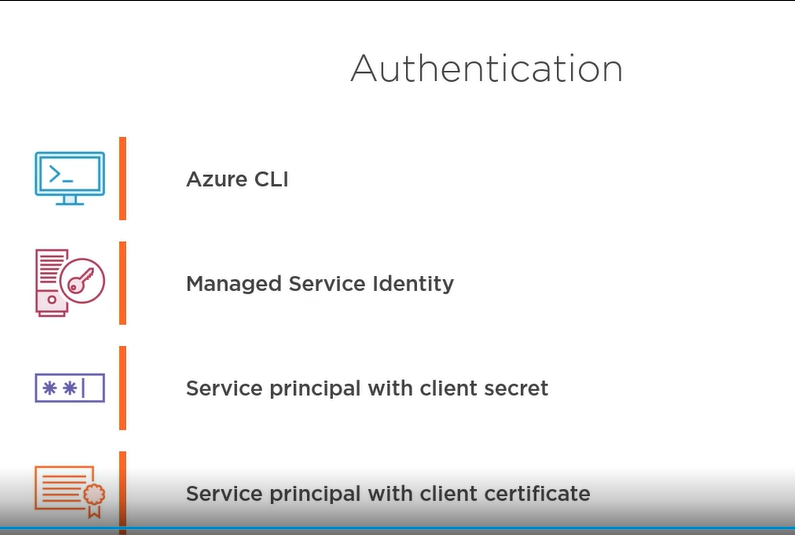 Authentication
>_
Azure CLI
Managed Service Identity
**|
Service principal with client secret
Service principal with client certificate